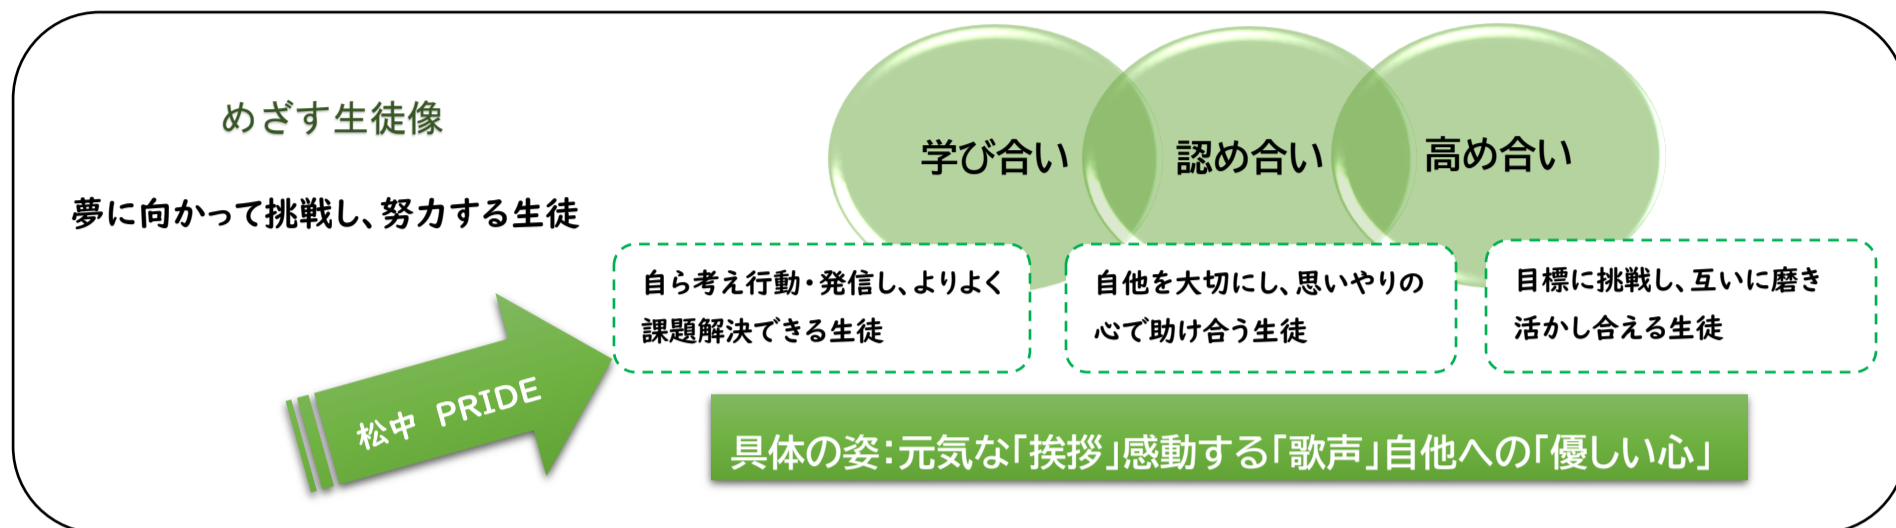 めざす生徒像
夢に向かって挑戦し、努力する生徒
松中 PRIDE
学び合い
認め合い
高め合い
自ら考え行動・発信し、よりよく
課題解決できる生徒
自他を大切にし、思いやりの
心で助け合う生徒
目標に挑戦し、互いに磨き
活かし合える生徒
具体の姿:元気な「挨拶」感動する「歌声」自他への「優しい心」